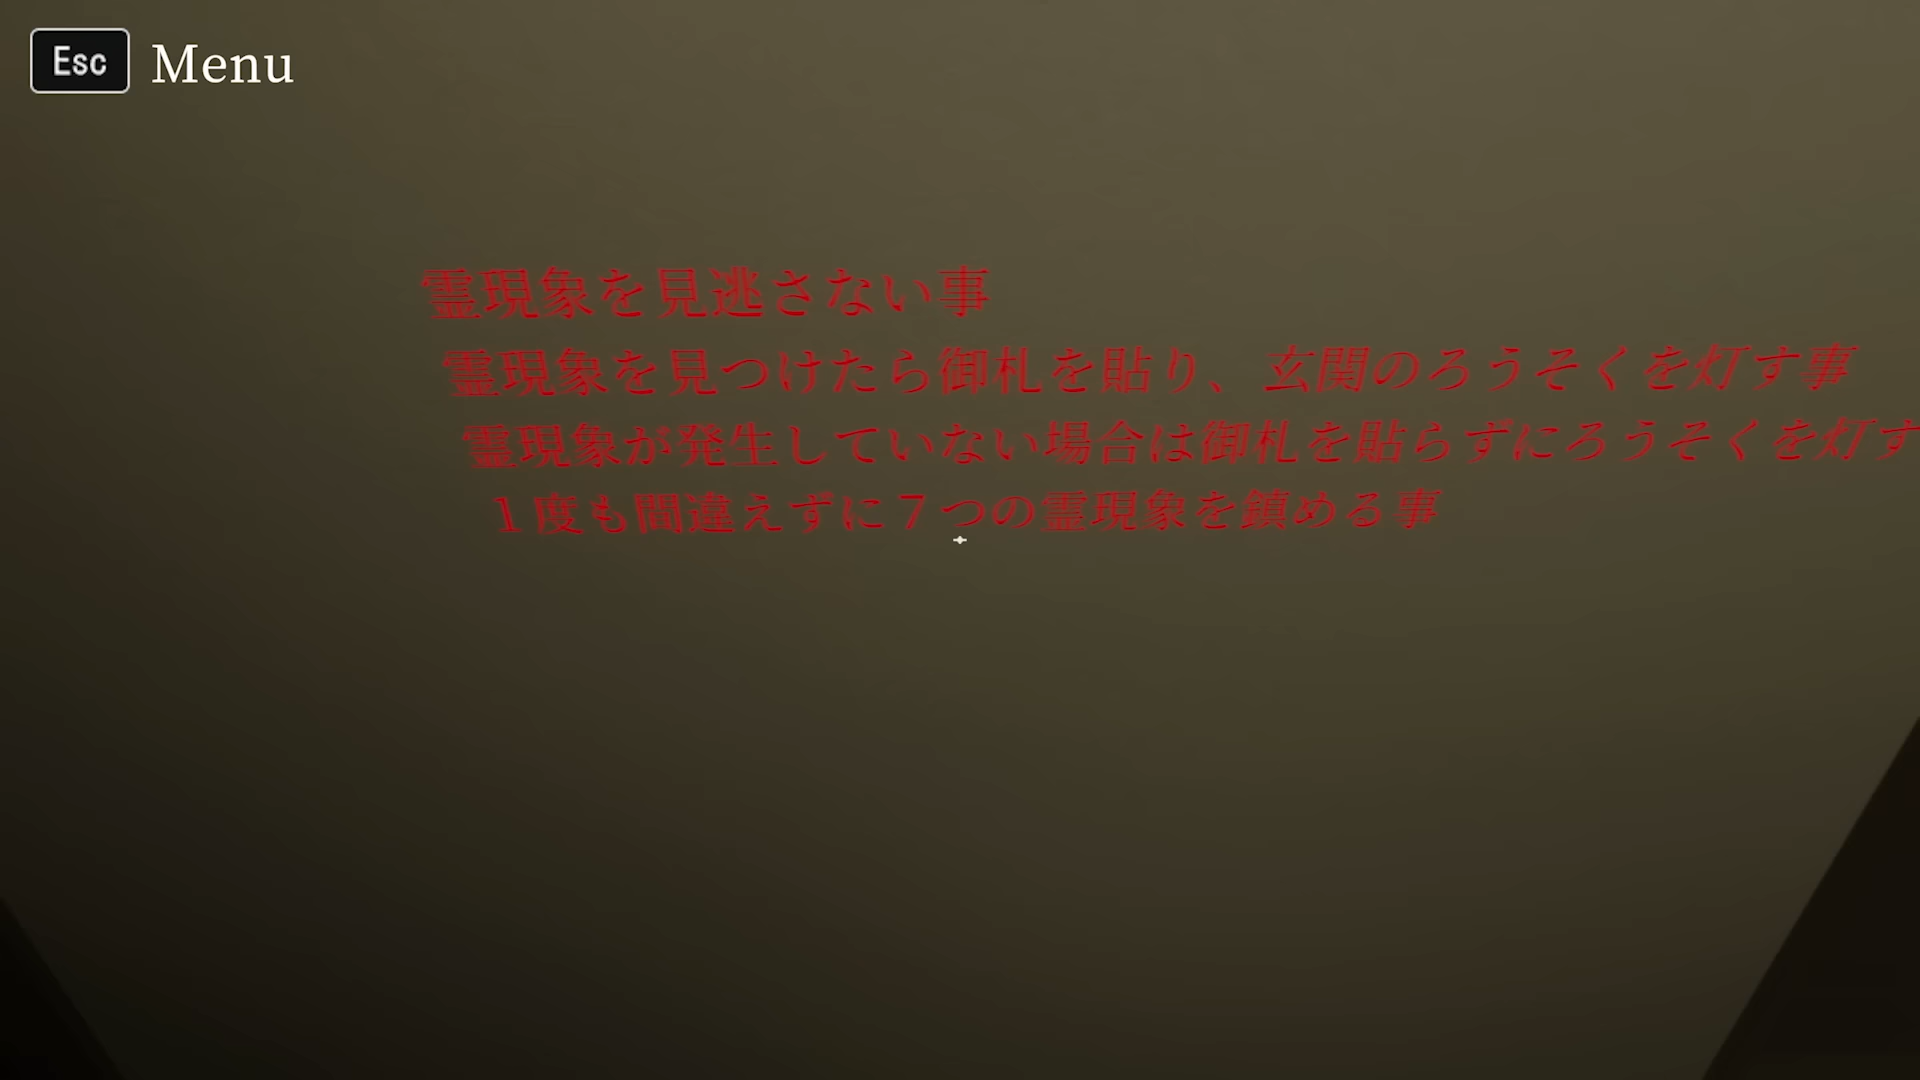 Esc Menu
霊現象を見逃さない事
霊現象を見つけたら御札を貼り、玄関のろうそくを灯す事
霊現象が発生していない場合は御札を貼らずにろうそくを灯す
１度も間違えずに７つの霊現象を鎮める事